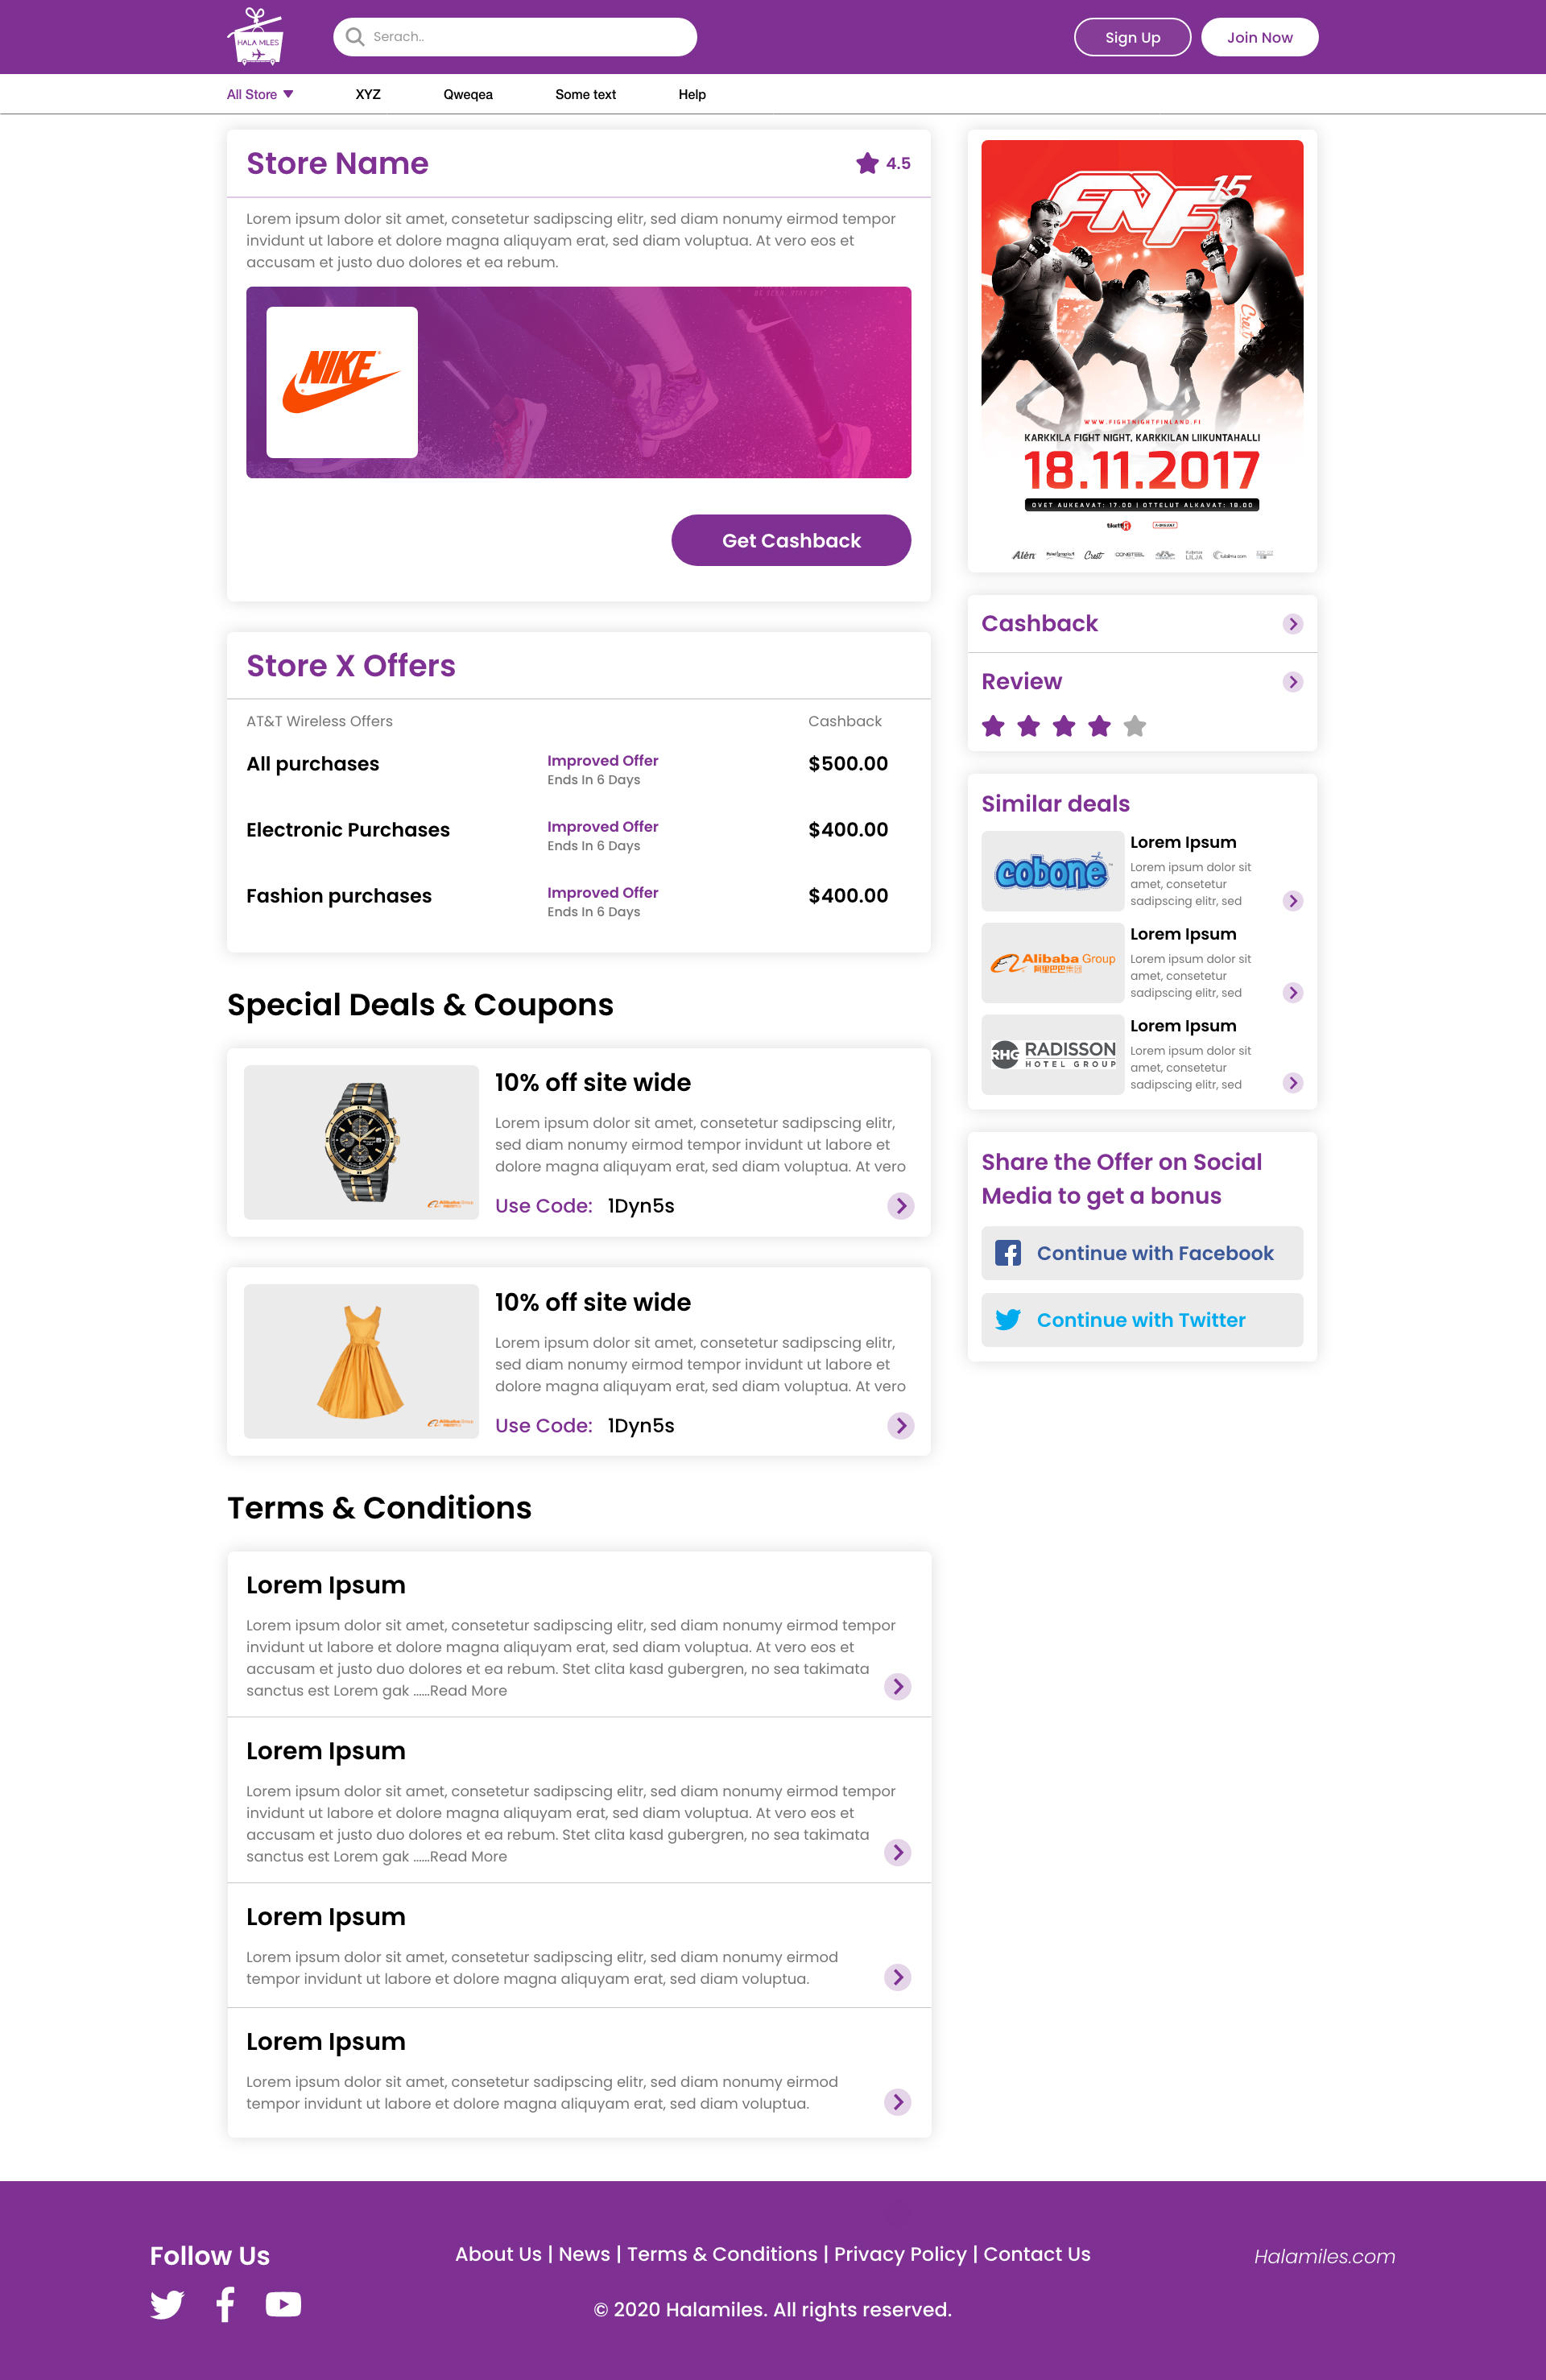 HALA MILES
Serach..
Sign Up
Join Now
All Store
XYZ
Qweqea
Some text
Help
Store Name
4.5
Lorem ipsum dolor sit amet, consetetur sadipscing elitr, sed diam nonumy eirmod tempor
invidunt ut labore et dolore magna aliquyam erat, sed diam voluptua. At vero eos et
accusam et justo duo dolores et ea rebum.
NIKE
Get Cashback
Store X Offers
AT&T Wireless Offers
Cashback
All purchases
Improved Offer
Ends In 6 Days
$500.00
Electronic Purchases
Improved Offer
Ends In 6 Days
$400.00
Fashion purchases
Improved Offer
Ends In 6 Days
$400.00
Special Deals & Coupons
10% off site wide
Lorem ipsum dolor sit amet, consetetur sadipscing elitr,
sed diam nonumy eirmod tempor invidunt ut labore et
dolore magna aliquyam erat, sed diam voluptua. At vero
Use Code: 1Dyn5s
Alibaba Group
10% off site wide
Lorem ipsum dolor sit amet, consetetur sadipscing elitr,
sed diam nonumy eirmod tempor invidunt ut labore et
dolore magna aliquyam erat, sed diam voluptua. At vero
Use Code: 1Dyn5s
Alibaba Group
Terms & Conditions
Lorem Ipsum
Lorem ipsum dolor sit amet, consetetur sadipscing elitr, sed diam nonumy eirmod tempor
invidunt ut labore et dolore magna aliquyam erat, sed diam voluptua. At vero eos et
accusam et justo duo dolores et ea rebum. Stet clita kasd gubergren, no sea takimata
sanctus est Lorem gak ......Read More
Lorem Ipsum
Lorem ipsum dolor sit amet, consetetur sadipscing elitr, sed diam nonumy eirmod tempor
invidunt ut labore et dolore magna aliquyam erat, sed diam voluptua. At vero eos et
accusam et justo duo dolores et ea rebum. Stet clita kasd gubergren, no sea takimata
sanctus est Lorem gak ......Read More
Lorem Ipsum
Lorem ipsum dolor sit amet, consetetur sadipscing elitr, sed diam nonumy eirmod
tempor invidunt ut labore et dolore magna aliquyam erat, sed diam voluptua.
Lorem Ipsum
Lorem ipsum dolor sit amet, consetetur sadipscing elitr, sed diam nonumy eirmod
tempor invidunt ut labore et dolore magna aliquyam erat, sed diam voluptua.
FNF 15
Crest
WWW.FIGHTNIGHTFINLAND.FI
KARKKILA FIGHT NIGHT, KARKKILAN LIIKUNTAHALLI
18.11.2017
OVET AUKEAVAT: 17.00 | OTTELUT ALKAVAT: 18.00
tiketti
Alén
Crest
CONSTEEL
LILJA
Cashback
Review
Similar deals
cobone
Lorem Ipsum
Lorem ipsum dolor sit
amet, consetetur
sadipscing elitr, sed
Alibaba Group
阿里巴巴集团
Lorem Ipsum
Lorem ipsum dolor sit
amet, consetetur
sadipscing elitr, sed
RHG RADISSON
HOTEL GROUP
Lorem Ipsum
Lorem ipsum dolor sit
amet, consetetur
sadipscing elitr, sed
Share the Offer on Social
Media to get a bonus
Continue with Facebook
Continue with Twitter
Follow Us
About Us | News | Terms & Conditions | Privacy Policy | Contact Us
© 2020 Halamiles. All rights reserved.
Halamiles.com